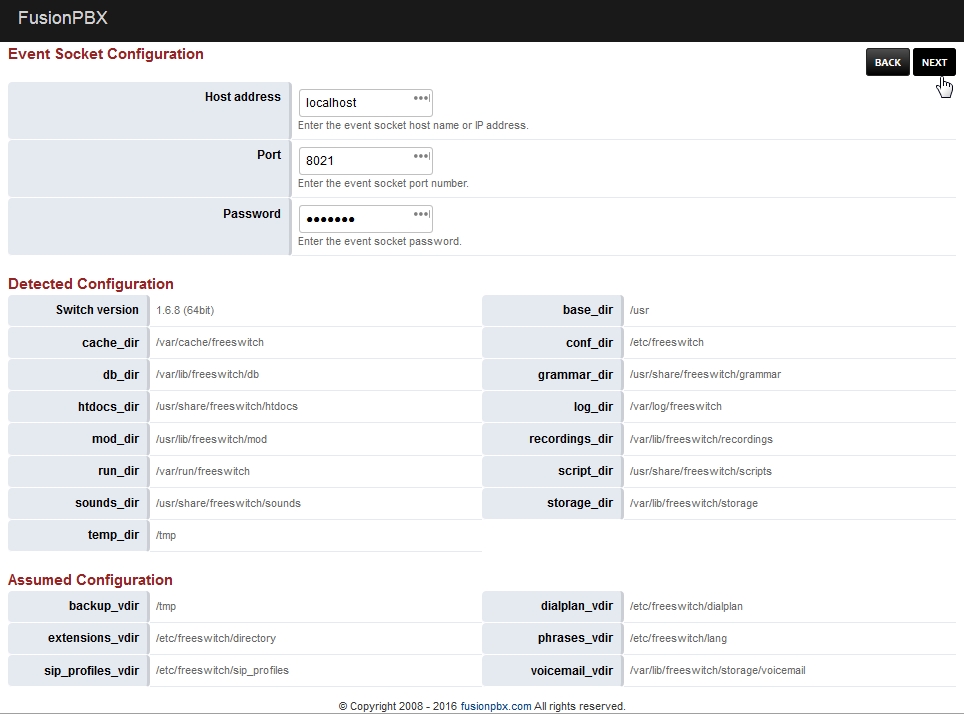 FusionPBX
Event Socket Configuration
BACK NEXT
Host address localhost
Enter the event socket host name or IP address.
Port 8021
Enter the event socket port number.
Password •••••••
Enter the event socket password.
Detected Configuration
Switch version 1.6.8 (64bit) base_dir /usr
cache_dir /var/cache/freeswitch conf_dir /etc/freeswitch
db_dir /var/lib/freeswitch/db grammar_dir /usr/share/freeswitch/grammar
htdocs_dir /usr/share/freeswitch/htdocs log_dir /var/log/freeswitch
mod_dir /usr/lib/freeswitch/mod recordings_dir /var/lib/freeswitch/recordings
run_dir /var/run/freeswitch script_dir /usr/share/freeswitch/scripts
sounds_dir /usr/share/freeswitch/sounds storage_dir /var/lib/freeswitch/storage
temp_dir /tmp
Assumed Configuration
backup_vdir /tmp dialplan_vdir /etc/freeswitch/dialplan
extensions_vdir /etc/freeswitch/directory phrases_vdir /etc/freeswitch/lang
sip_profiles_vdir /etc/freeswitch/sip_profiles voicemail_vdir /var/lib/freeswitch/storage/voicemail
© Copyright 2008 - 2016 fusionpbx.com All rights reserved.